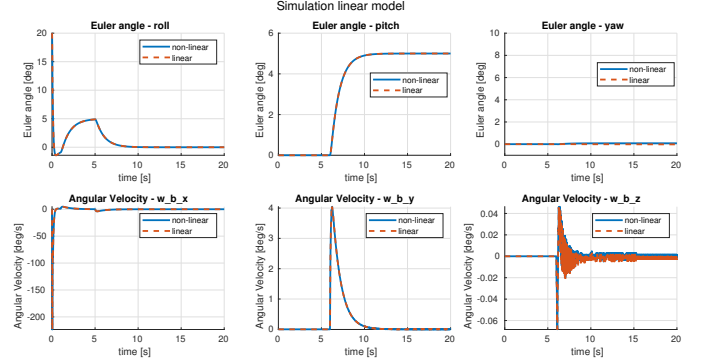 Simulation linear model
Euler angle - roll
Euler angle [deg]
20
15
10
5
0
0 5 10 15 20
time [s]
non-linear
linear
Euler angle - pitch
Euler angle [deg]
6
4
2
0
0 5 10 15 20
time [s]
non-linear
linear
Euler angle - yaw
Euler angle [deg]
10
8
6
4
2
0
0 5 10 15 20
time [s]
non-linear
linear
Angular Velocity - w_b_x
Angular Velocity [deg/s]
0
-50
-100
-150
-200
0 5 10 15 20
time [s]
non-linear
linear
Angular Velocity - w_b_y
Angular Velocity [deg/s]
4
3
2
1
0
0 5 10 15 20
time [s]
non-linear
linear
Angular Velocity - w_b_z
Angular Velocity [deg/s]
0.04
0.02
0
-0.02
-0.04
-0.06
0 5 10 15 20
time [s]
non-linear
linear